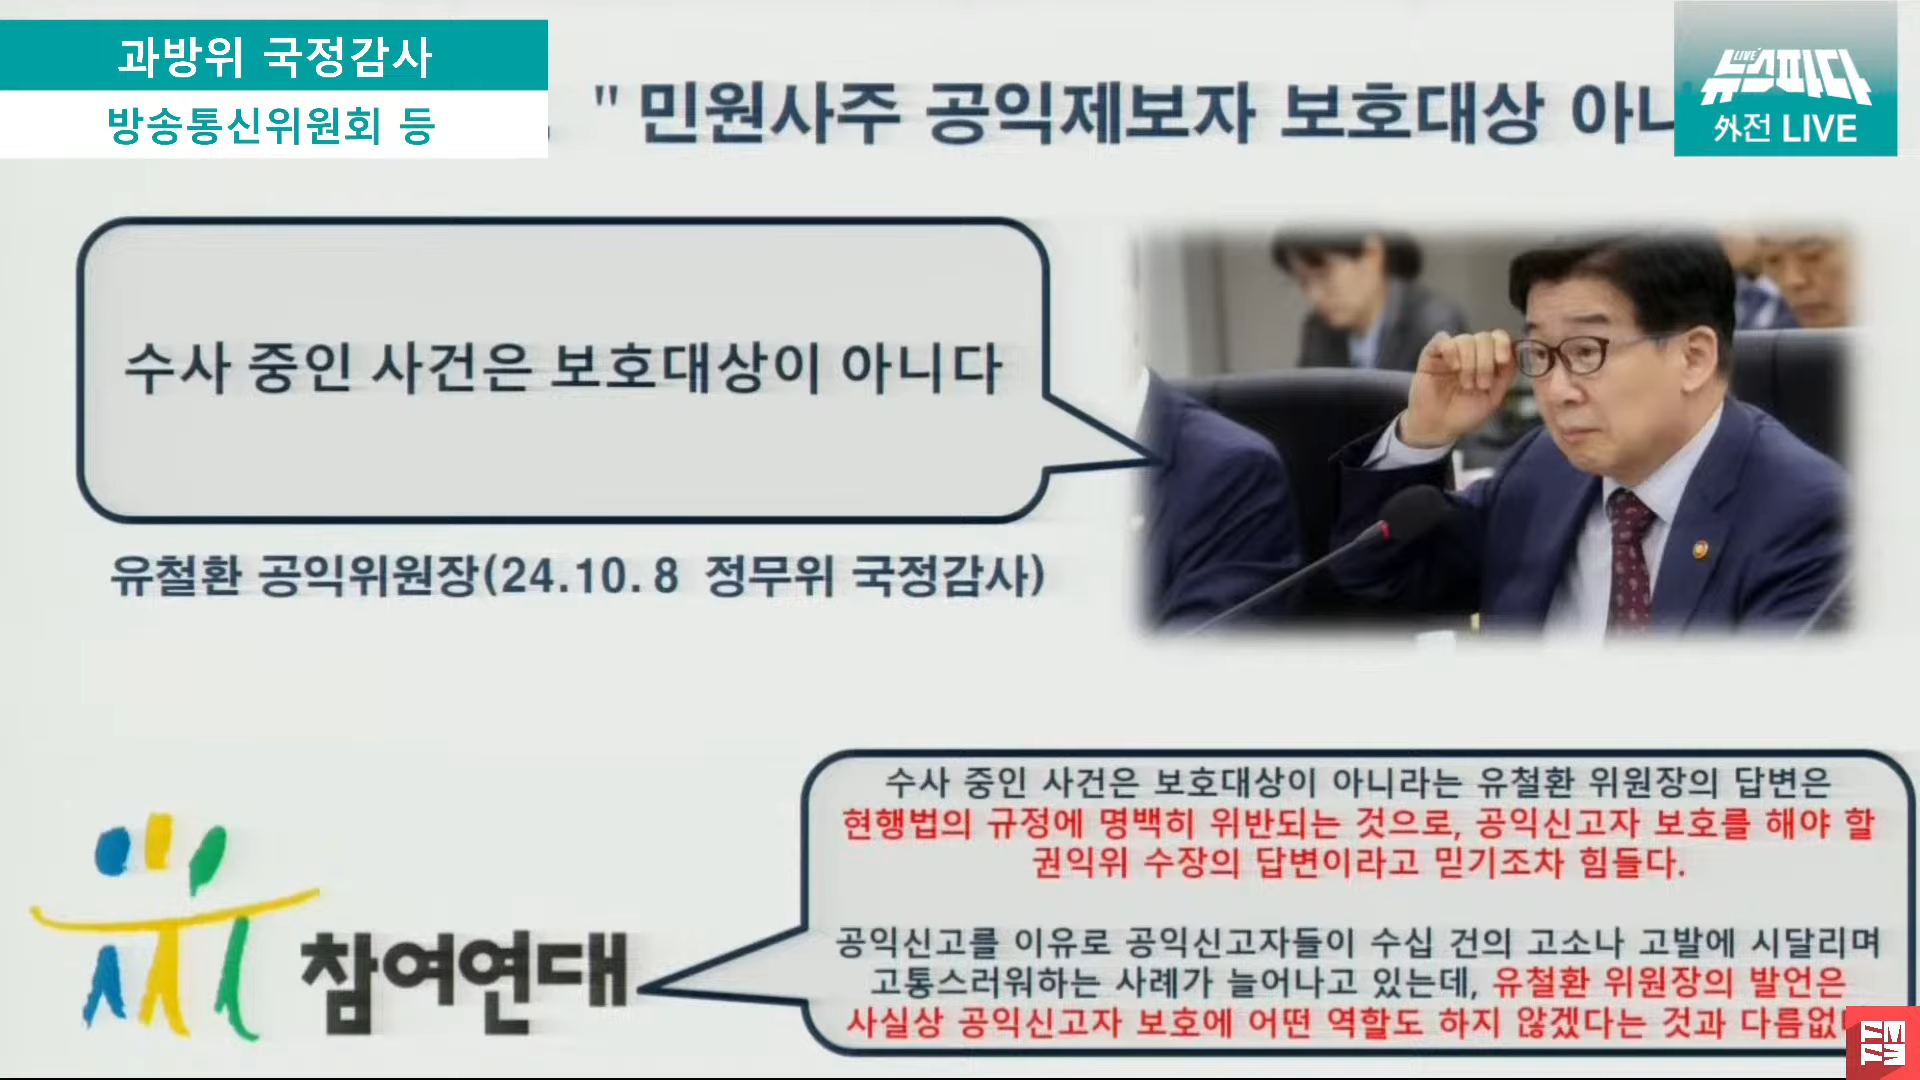 과방위 국정감사
방송통신위원회 등
" 민원사주 공익제보자 보호대상
LIVE
뉴스피다
外전 LIVE
수사 중인 사건은 보호대상이 아니다
유철환 공익위원장(24.10.8 정무위 국정감사)
수사 중인 사건은 보호대상이 아니라는 유철환 위원장의 답변은
현행법의 규정에 명백히 위반되는 것으로, 공익신고자 보호를 해야 할
권익위 수장의 답변이라고 믿기조차 힘들다.
공익신고를 이유로 공익신고자들이 수십 건의 고소나 고발에 시달리며
고통스러워하는 사례가 늘어나고 있는데, 유철환 위원장의 발언은
사실상 공익신고자 보호에 어떤 역할도 하지 않겠다는 것과
참여연대